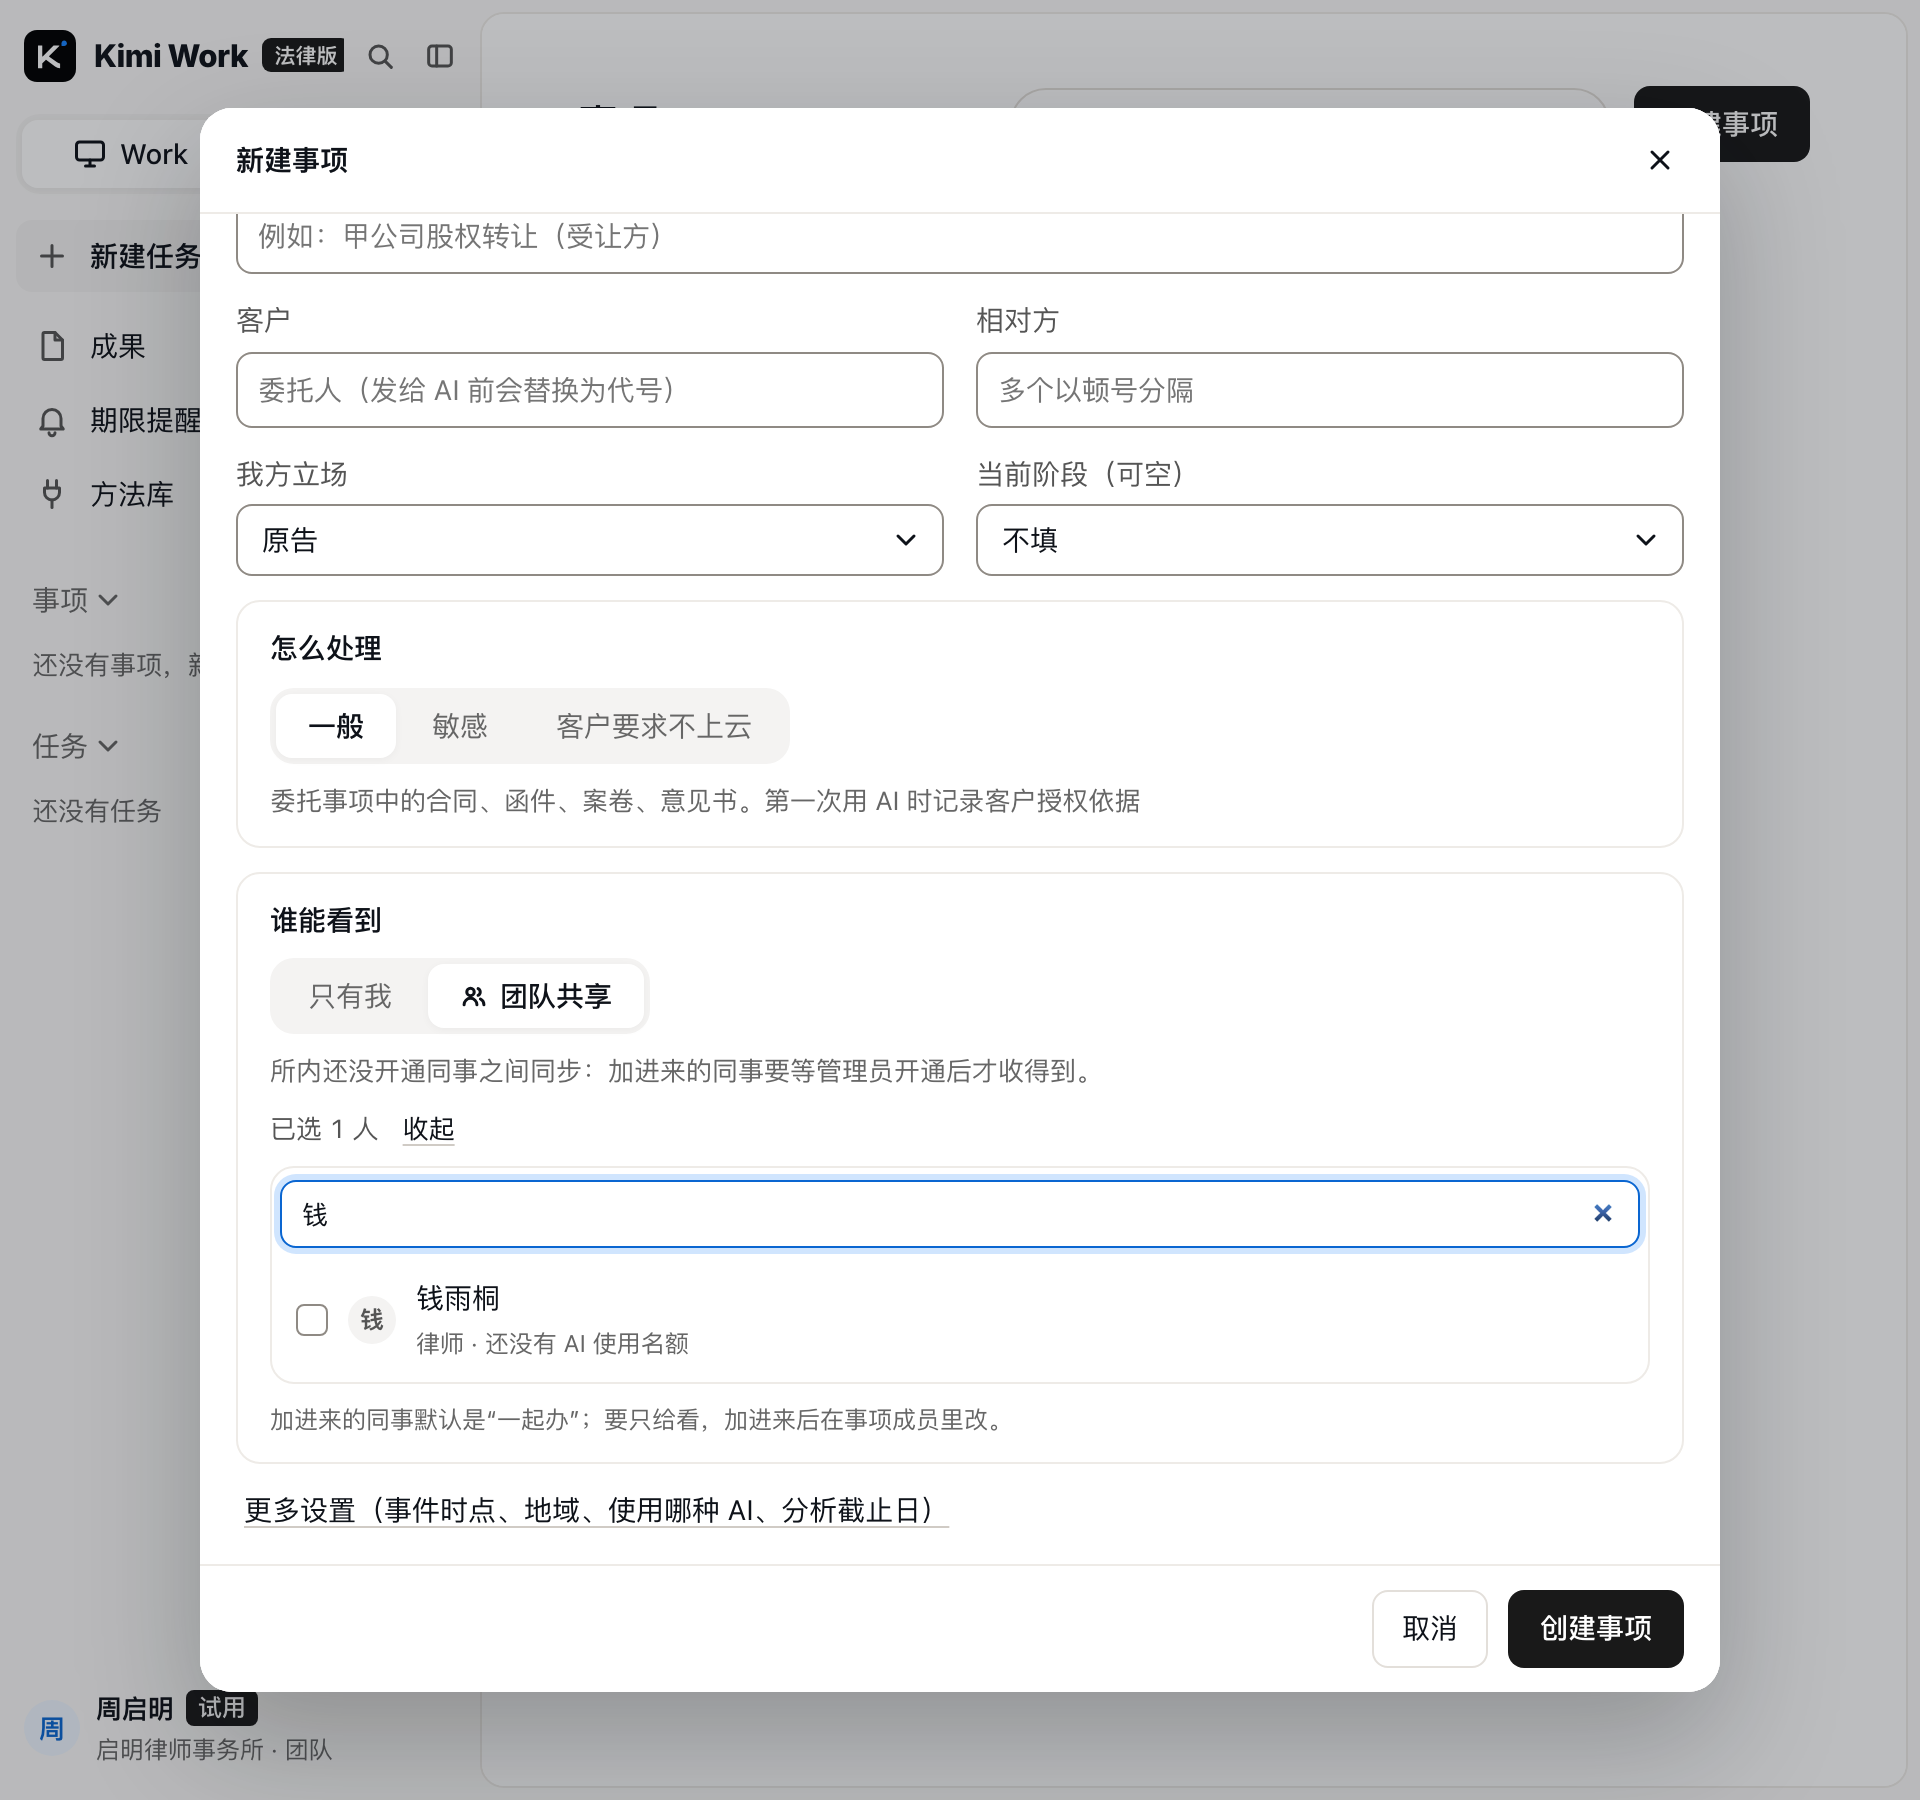 Kimi Work 法律版
Work
新建任务
成果
期限提醒
方法库
事项
还没有事项，
任务
还没有任务
周 周启明 试用
启明律师事务所 · 团队
建事项
新建事项
例如：甲公司股权转让（受让方）
客户 相对方
委托人（发给 AI 前会替换为代号） 多个以顿号分隔
我方立场 当前阶段（可空）
原告 不填
怎么处理
一般 敏感 客户要求不上云
委托事项中的合同、函件、案卷、意见书。第一次用 AI 时记录客户授权依据
谁能看到
只有我 团队共享
所内还没开通同事之间同步：加进来的同事要等管理员开通后才收得到。
已选 1 人 收起
钱
钱 钱雨桐
律师 · 还没有 AI 使用名额
加进来的同事默认是“一起办”；要只给看，加进来后在事项成员里改。
更多设置（事件时点、地域、使用哪种 AI、分析截止日）
取消 创建事项